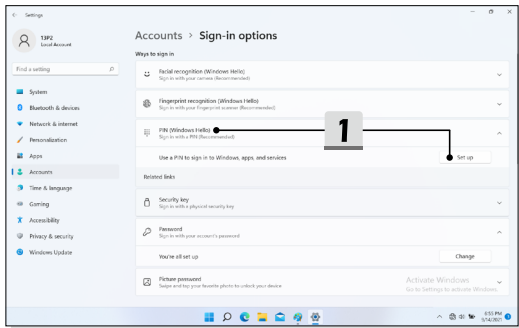 Settings
13P2
Local Account
Find a setting
System
Bluetooth & devices
Network & internet
Personalization
Apps
Accounts
Time & language
Gaming
Accessibility
Privacy & security
Windows Update
Accounts > Sign-in options
Ways to sign in
Facial recognition (Windows Hello)
Sign in with your camera (Recommended)
Fingerprint recognition (Windows Hello)
Sign in with your fingerprint scanner (Recommended)
PIN (Windows Hello)
Sign in with a PIN (Recommended)
1
Use a PIN to sign in to Windows, apps, and services
Set up
Related links
Security key
Sign in with a physical security key
Password
Sign in with your account's password
You're all set up
Change
Picture password
Swipe and tap your favorite photo to unlock your device
Activate Windows
Go to Settings to activate Windows.
6:55 PM
9/14/2021